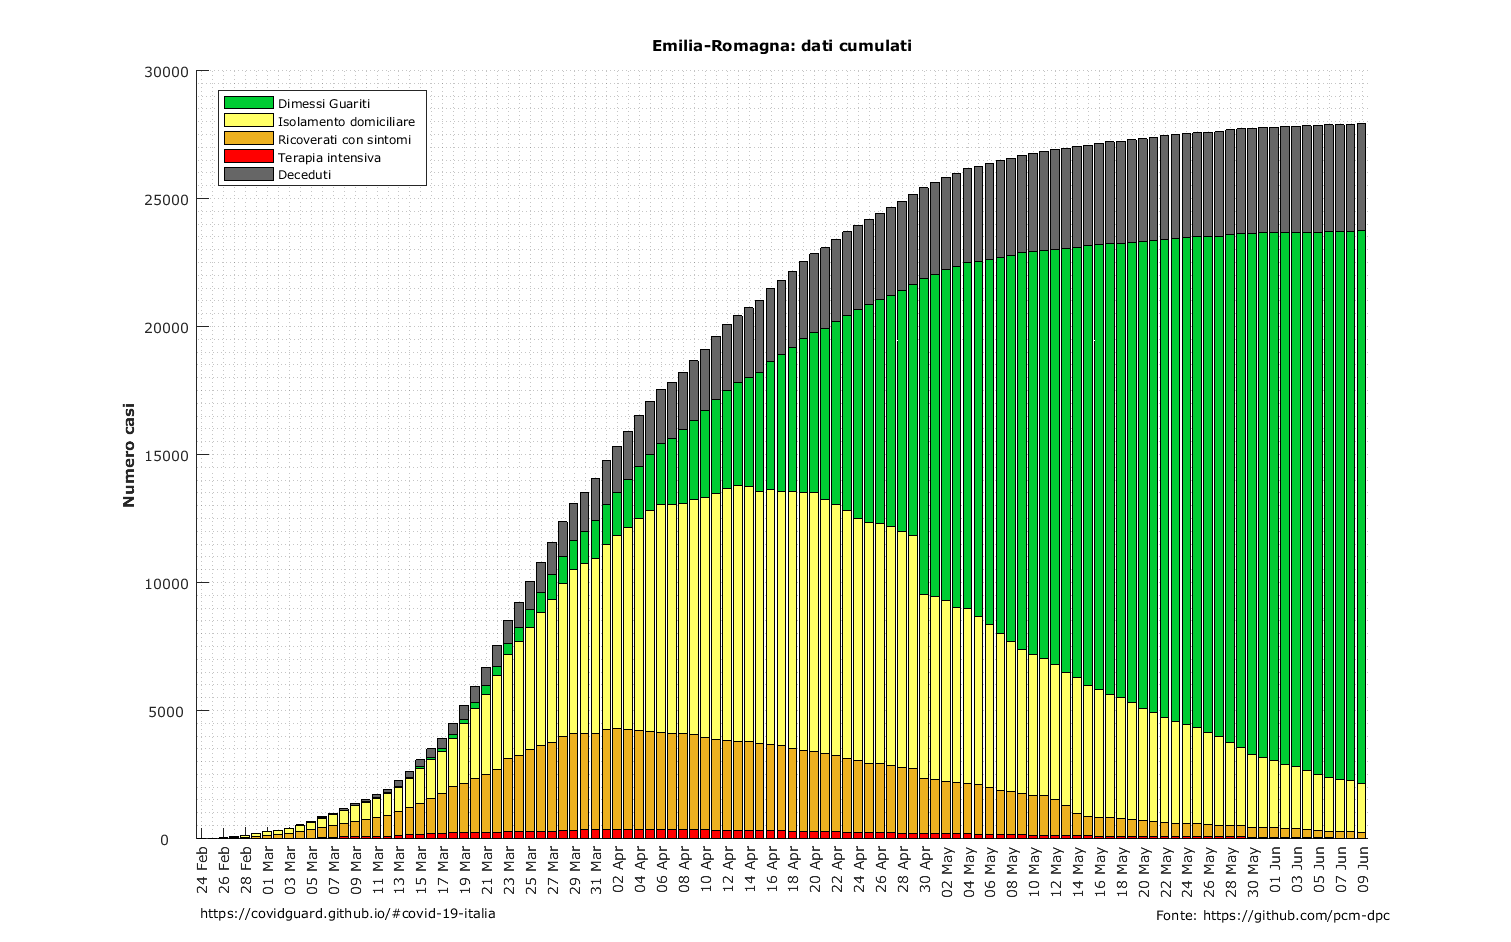 Emilia-Romagna: dati cumulati
30000
25000
20000
15000
10000
5000
0
Numero casi
Dimessi Guariti
Isolamento domiciliare
Ricoverati con sintomi
Terapia intensiva
Deceduti
24 Feb
26 Feb
28 Feb
01 Mar
03 Mar
05 Mar
07 Mar
09 Mar
11 Mar
13 Mar
15 Mar
17 Mar
19 Mar
21 Mar
23 Mar
25 Mar
27 Mar
29 Mar
31 Mar
02 Apr
04 Apr
06 Apr
08 Apr
10 Apr
12 Apr
14 Apr
16 Apr
18 Apr
20 Apr
22 Apr
24 Apr
26 Apr
28 Apr
30 Apr
02 May
04 May
06 May
08 May
10 May
12 May
14 May
16 May
18 May
20 May
22 May
24 May
26 May
28 May
30 May
01 Jun
03 Jun
05 Jun
07 Jun
09 Jun
https://covidguard.github.io/#covid-19-italia
Fonte: https://github.com/pcm-dpc